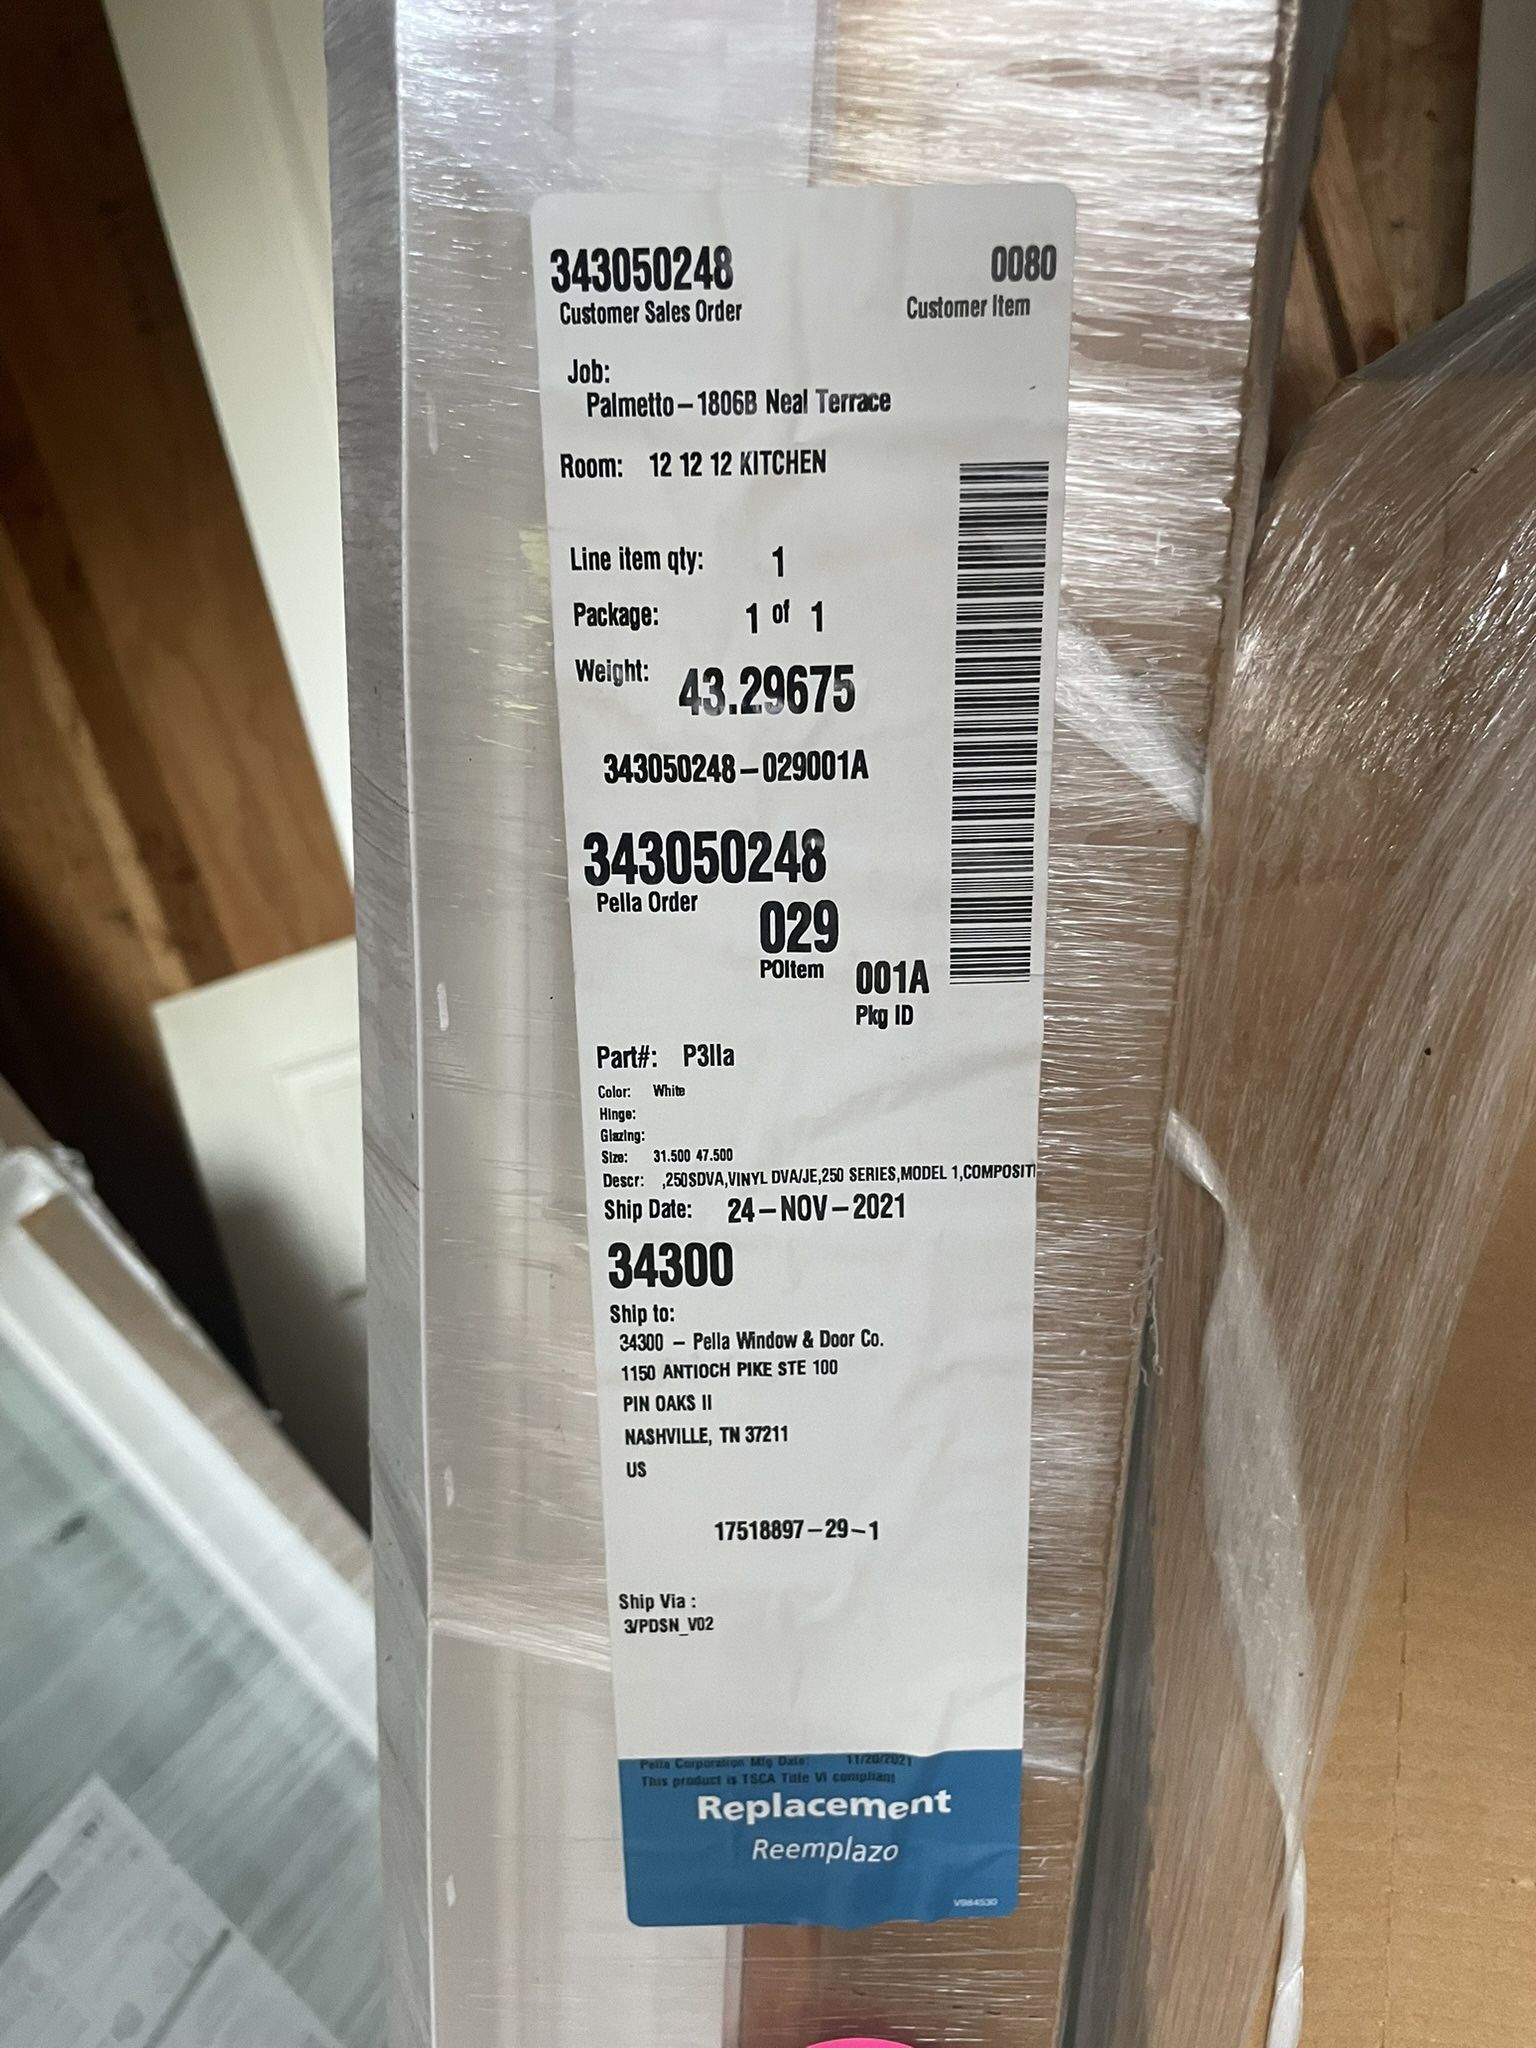 343050248 0080
Customer Sales Order Customer Item
Job:
Palmetto-1806B Neal Terrace
Room: 12 12 12 KITCHEN
Line item qty: 1
Package: 1 of 1
Weight: 43.29675
343050248-029001A
343050248
Pella Order
029
POItem 001A
Pkg ID
Part#: P3IIa
Color: White
Hinge:
Glazing:
Size: 31.500 47.500
Descr: ,250SDVA,VINYL DVA/JE,250 SERIES,MODEL 1,COMPOSITI
Ship Date: 24-NOV-2021
34300
Ship to:
34300 - Pella Window & Door Co.
1150 ANTIOCH PIKE STE 100
PIN OAKS II
NASHVILLE, TN 37211
US
17518897-29-1
Ship Via :
3/PDSN_V02
Pella Corporation Mfg Date: 11/20/2021
This product is TSCA Title VI compliant
Replacement
Reemplazo
V984530